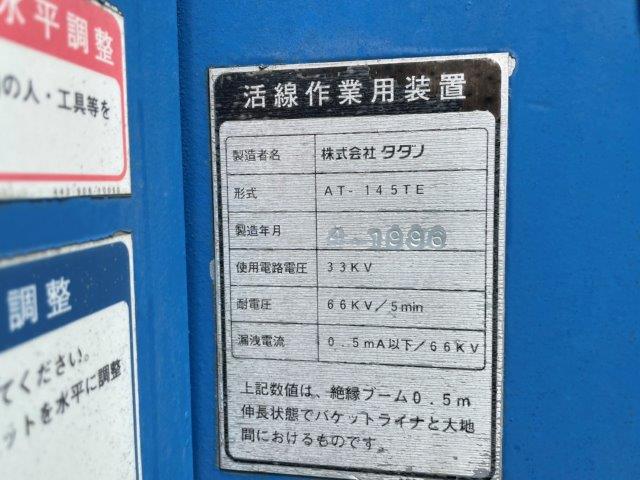 水平調整
の人・工具等を
調整
てください。
ットを水平に調整
活線作業用装置
製造者名 株式会社タダノ
形式 AT-145TE
製造年月 4-1996
使用電路電圧 33KV
耐電圧 66KV/5min
漏洩電流 0.5mA以下/66KV
上記数値は、絶縁ブーム0.5m
伸長状態でバケットライナと大地
間におけるものです。